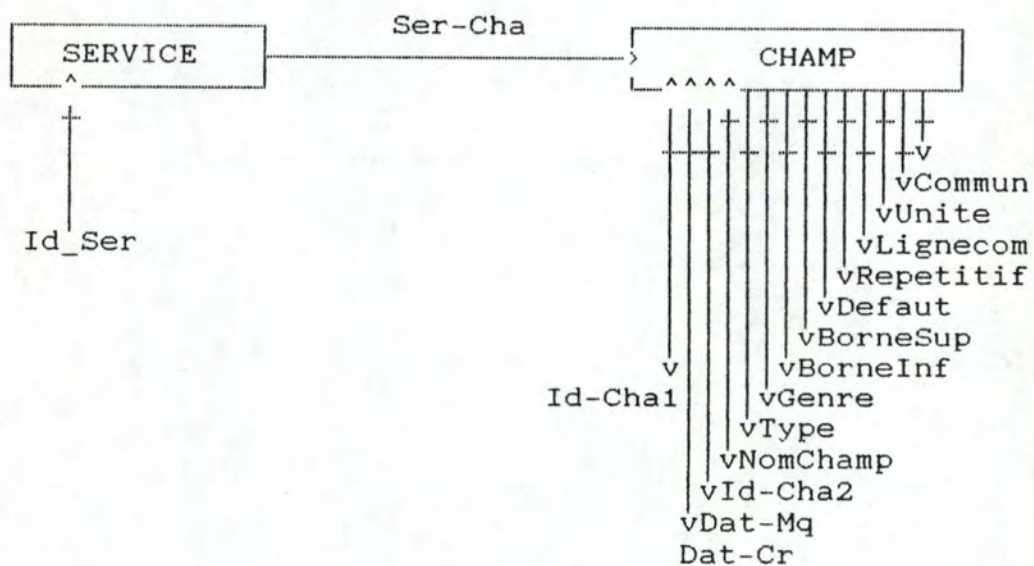 Ser-Cha
SERVICE
CHAMP
v
vCommun
vUnite
Id_Ser
vLignecom
vRepetitif
vDefaut
vBorneSup
v vBorneInf
Id-Cha1 vGenre
vType
vNomChamp
vId-Cha2
vDat-Mq
Dat-Cr